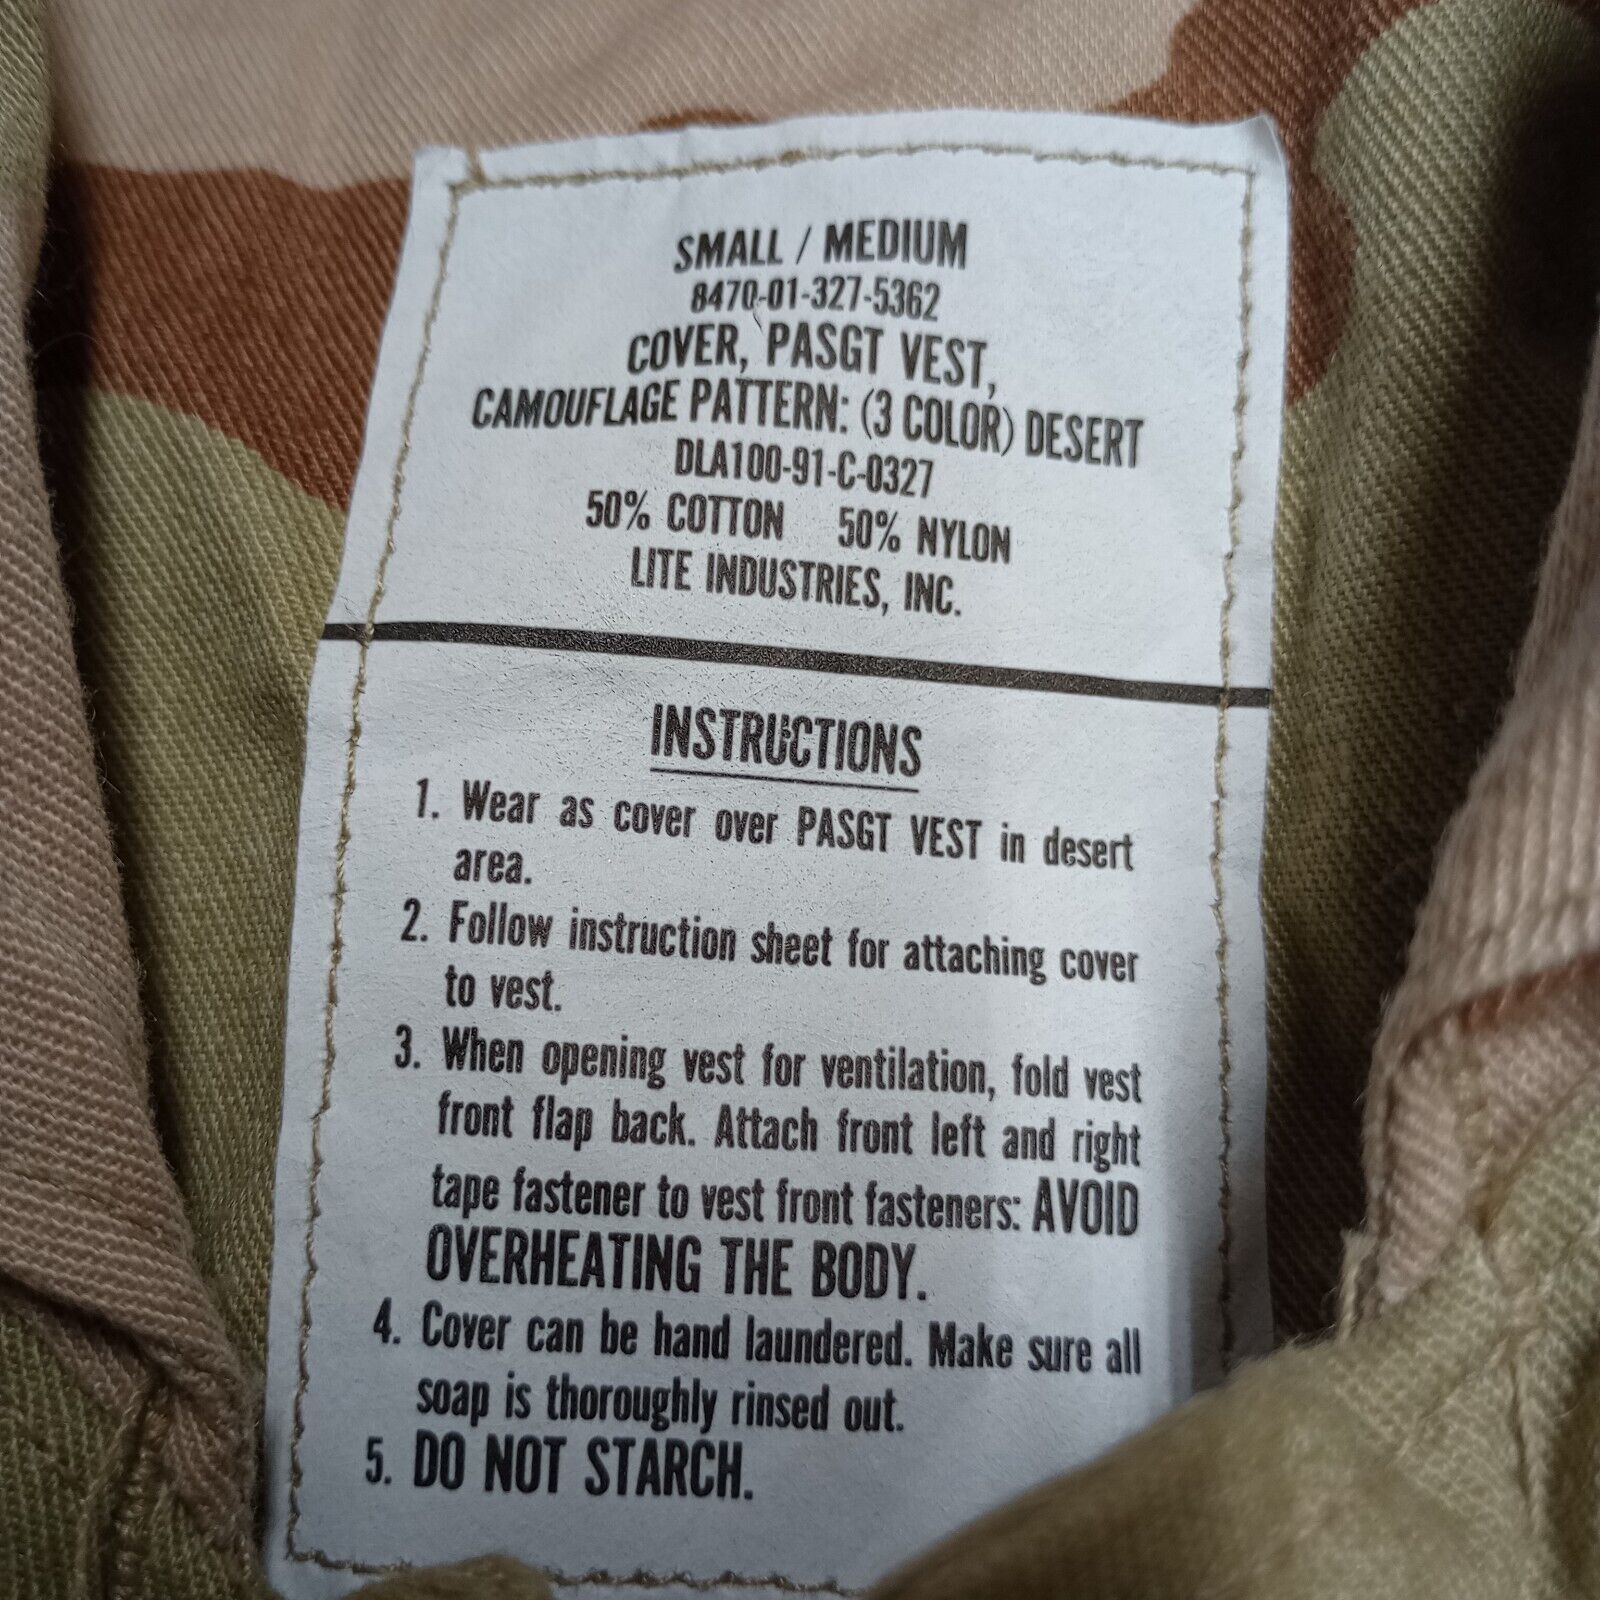 SMALL / MEDIUM
8470-01-327-5362
COVER, PASGT VEST,
CAMOUFLAGE PATTERN: (3 COLOR) DESERT
DLA100-91-C-0327
50% COTTON 50% NYLON
LITE INDUSTRIES, INC.
INSTRUCTIONS
1. Wear as cover over PASGT VEST in desert
area.
2. Follow instruction sheet for attaching cover
to vest.
3. When opening vest for ventilation, fold vest
front flap back. Attach front left and right
tape fastener to vest front fasteners: AVOID
OVERHEATING THE BODY.
4. Cover can be hand laundered. Make sure all
soap is thoroughly rinsed out.
5. DO NOT STARCH.